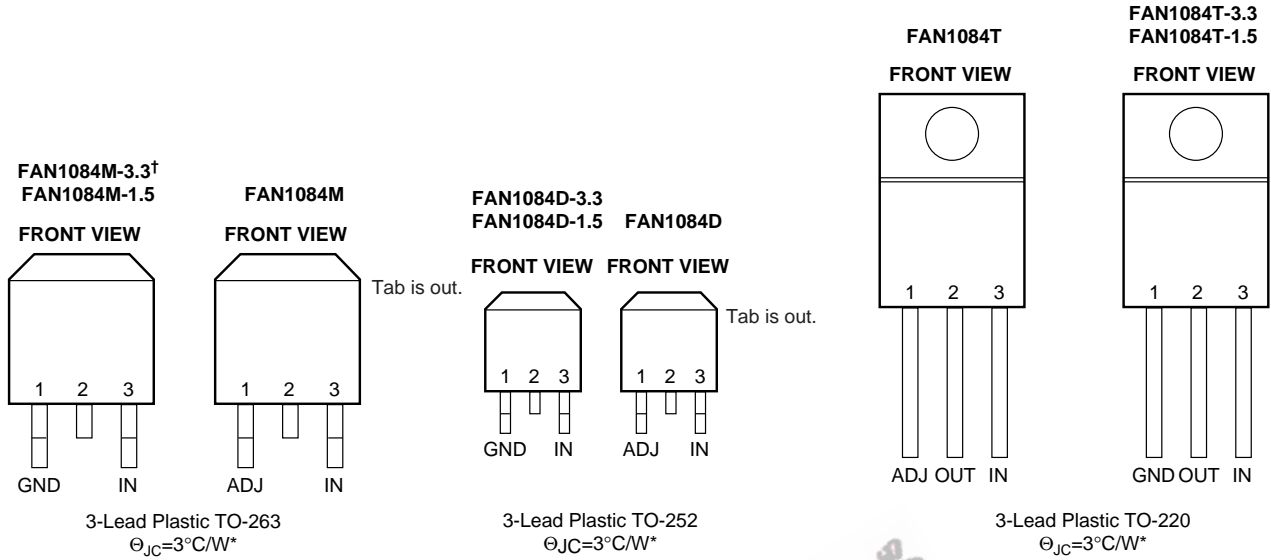 FAN1084M-3.3†
FAN1084M-1.5
FRONT VIEW
1 2 3
GND IN
FAN1084M
FRONT VIEW
Tab is out.
1 2 3
ADJ IN
3-Lead Plastic TO-263
ΘJC=3°C/W*
FAN1084D-3.3
FAN1084D-1.5
FRONT VIEW
1 2 3
GND IN
FAN1084D
FRONT VIEW
Tab is out.
1 2 3
ADJ IN
3-Lead Plastic TO-252
ΘJC=3°C/W*
FAN1084T
FRONT VIEW
1 2 3
ADJ OUT IN
FAN1084T-3.3
FAN1084T-1.5
FRONT VIEW
1 2 3
GND OUT IN
3-Lead Plastic TO-220
ΘJC=3°C/W*